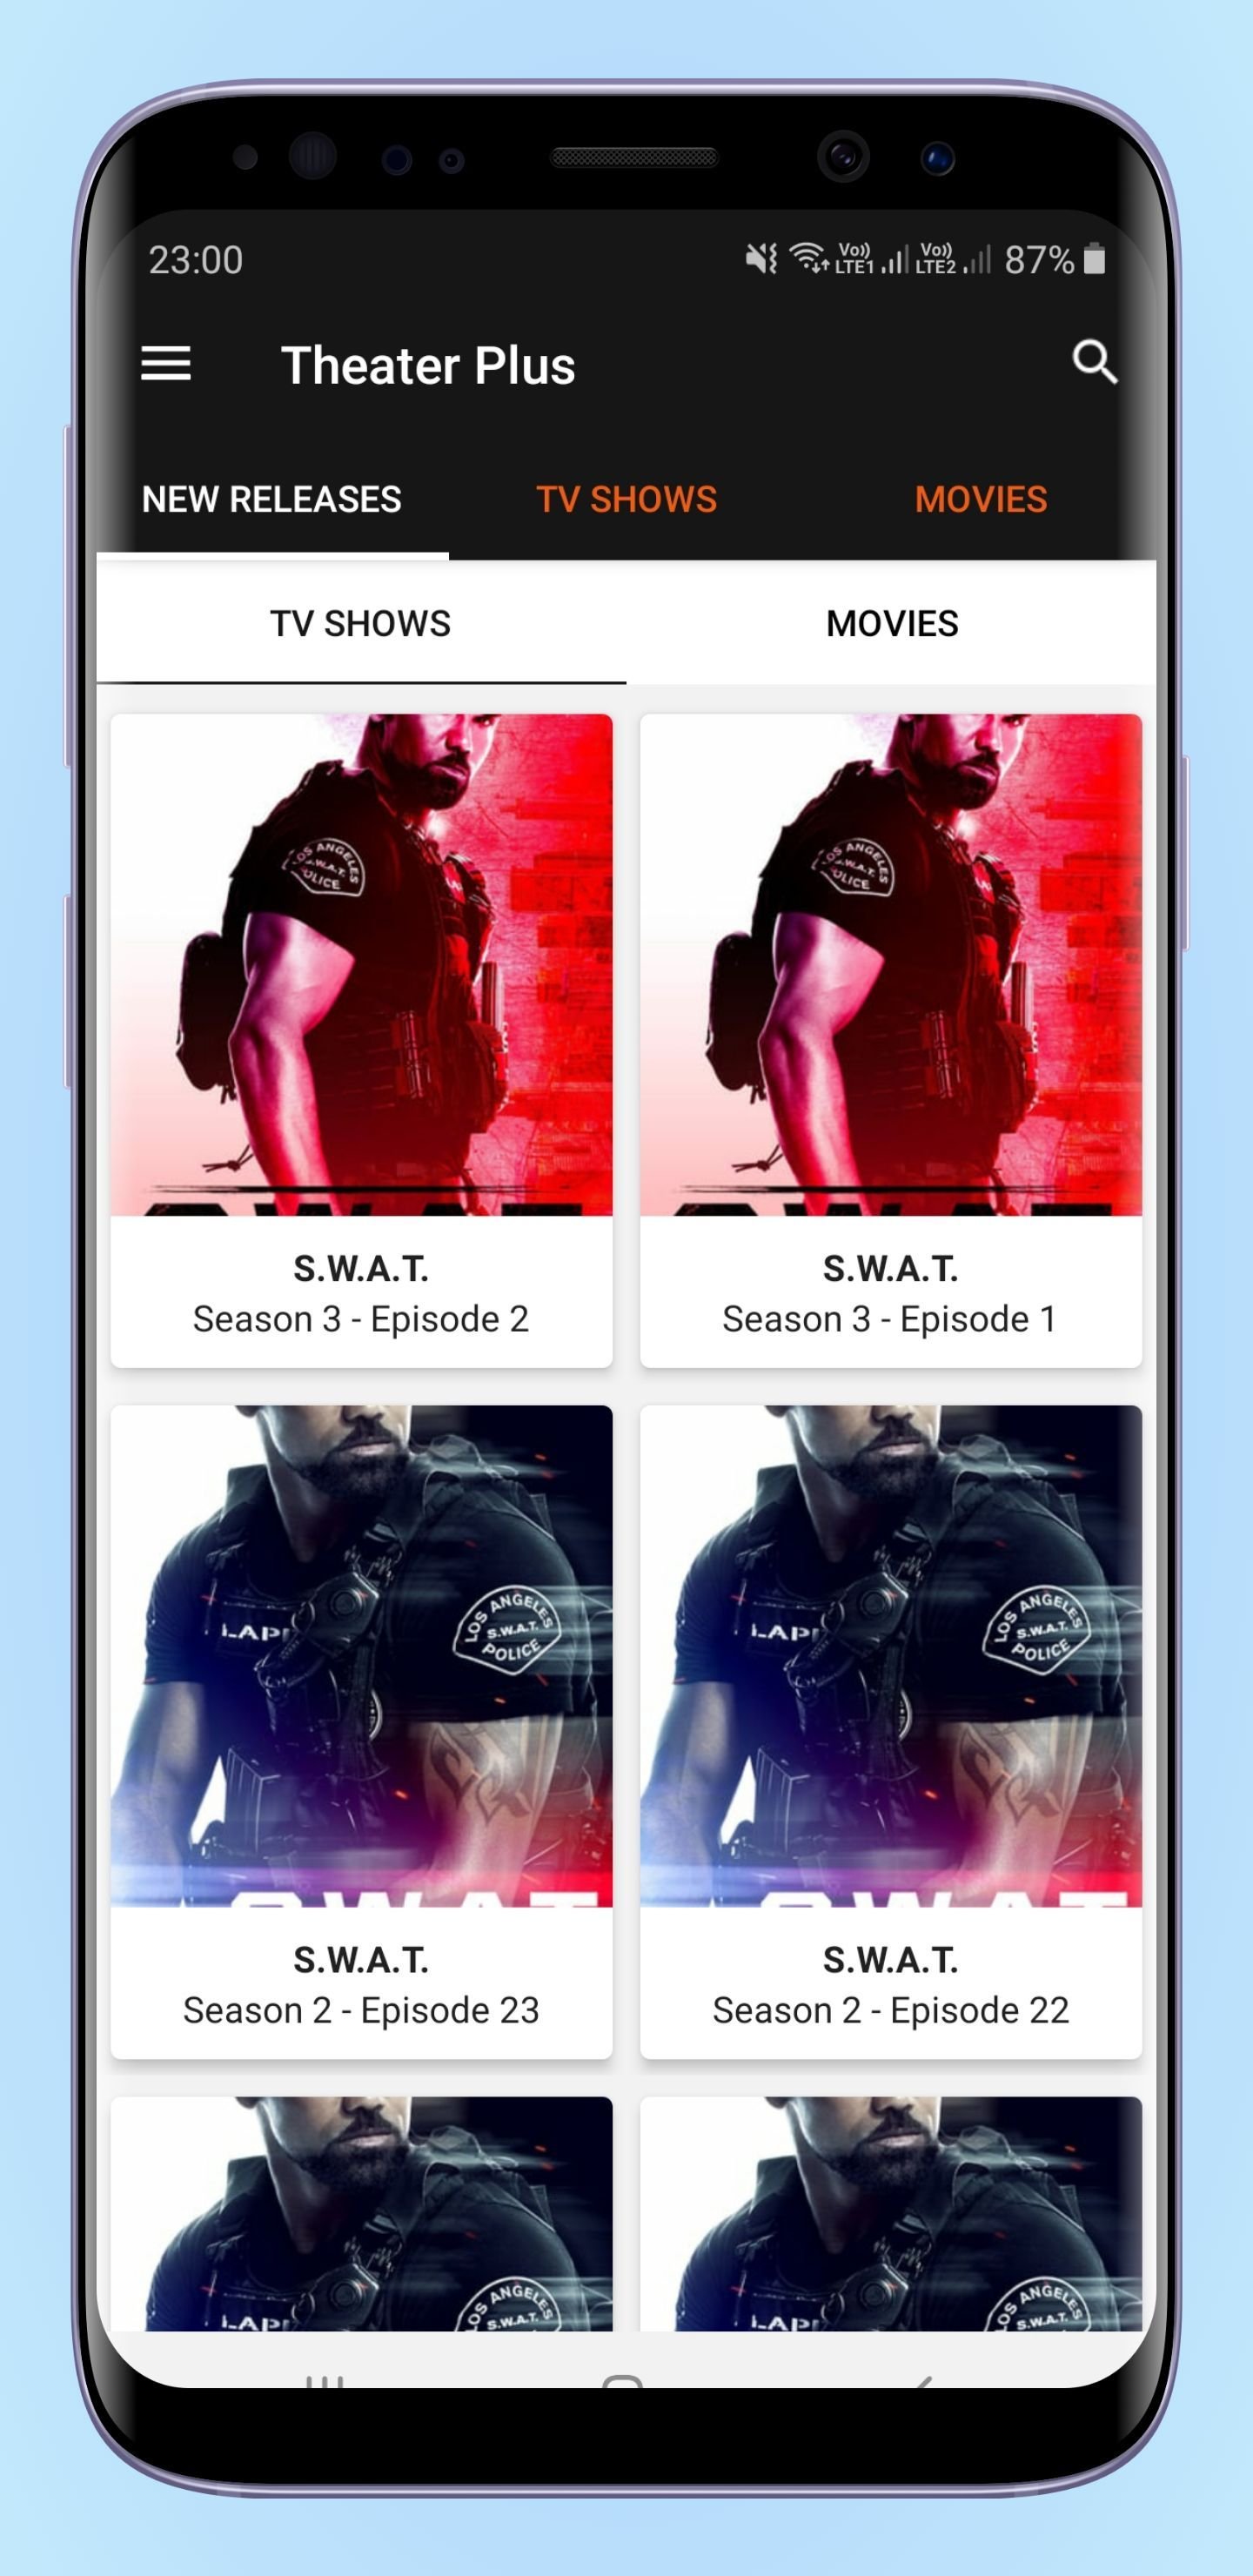 23:00
Vo)) LTE1 Vo)) LTE2 87%
Theater Plus
NEW RELEASES TV SHOWS MOVIES
TV SHOWS MOVIES
LOS ANGELES
S.W.A.T.
POLICE
LOS ANGELES
S.W.A.T.
POLICE
S.W.A.T.
Season 3 - Episode 2
S.W.A.T.
Season 3 - Episode 1
LAPD
LOS ANGELES
S.W.A.T.
POLICE
LAPD
LOS ANGELES
S.W.A.T.
POLICE
S.W.A.T.
Season 2 - Episode 23
S.W.A.T.
Season 2 - Episode 22
LOS ANGELES
S.W.A.T.
LOS ANGELES
S.W.A.T.